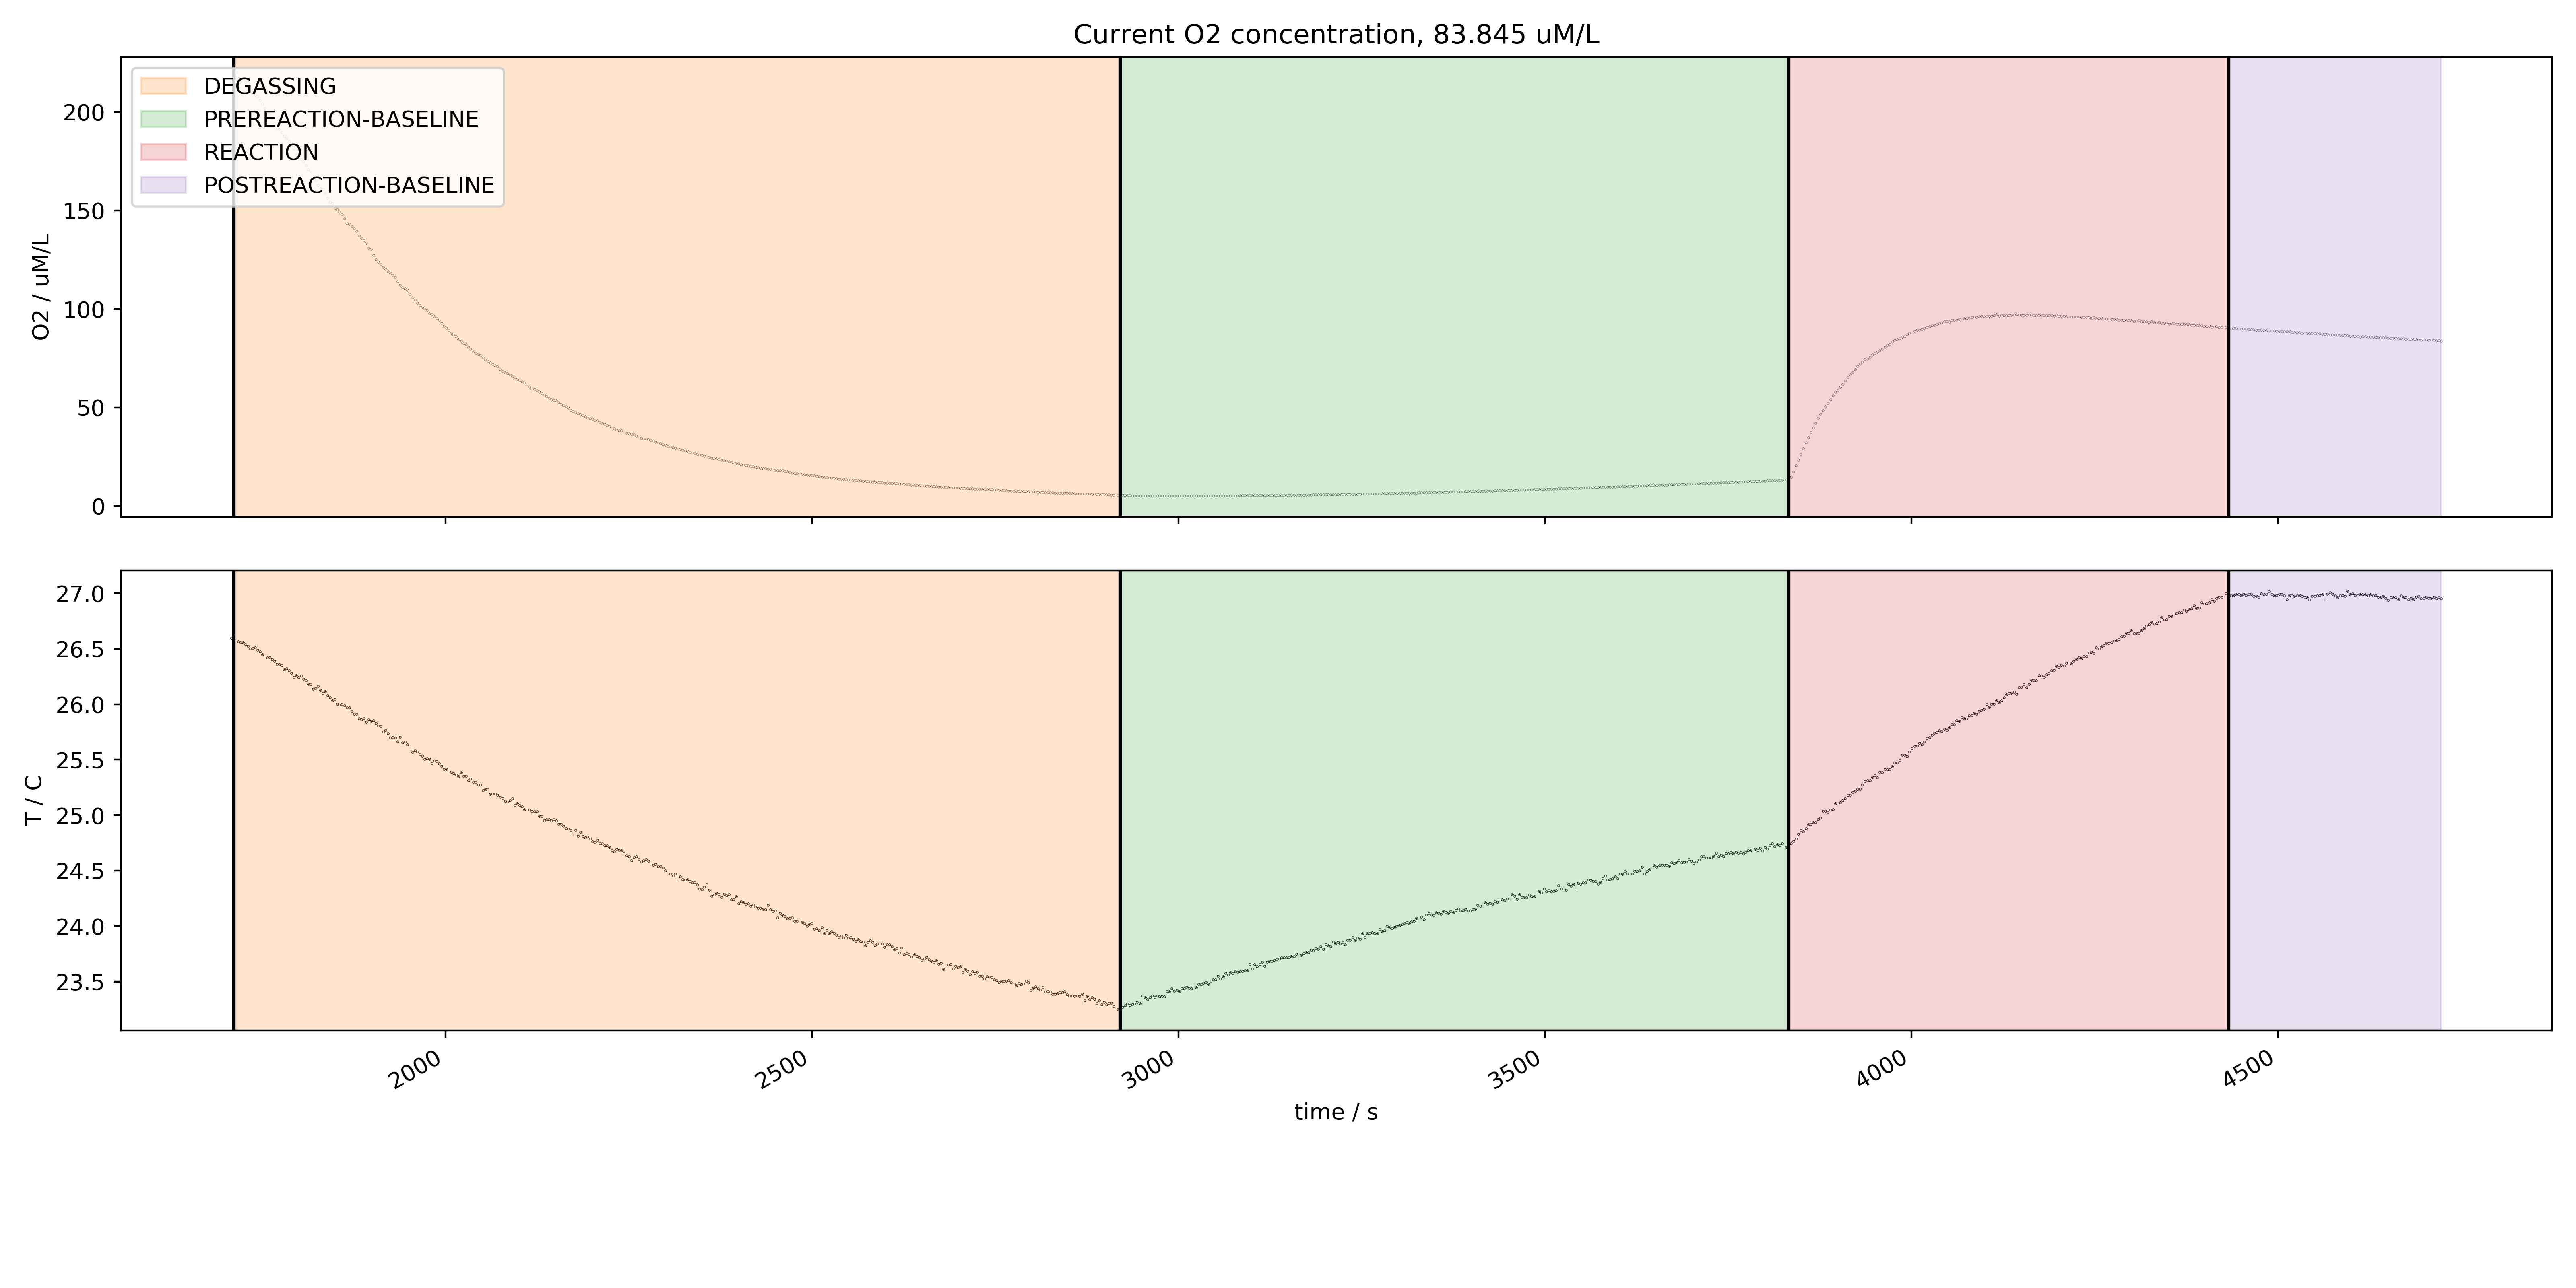 Current O2 concentration, 83.845 uM/L
DEGASSING
PREREACTION-BASELINE
REACTION
POSTREACTION-BASELINE
200
150
100
50
0
O2 / uM/L
27.0
26.5
26.0
25.5
25.0
24.5
24.0
23.5
T / C
2000
2500
3000
3500
4000
4500
time / s